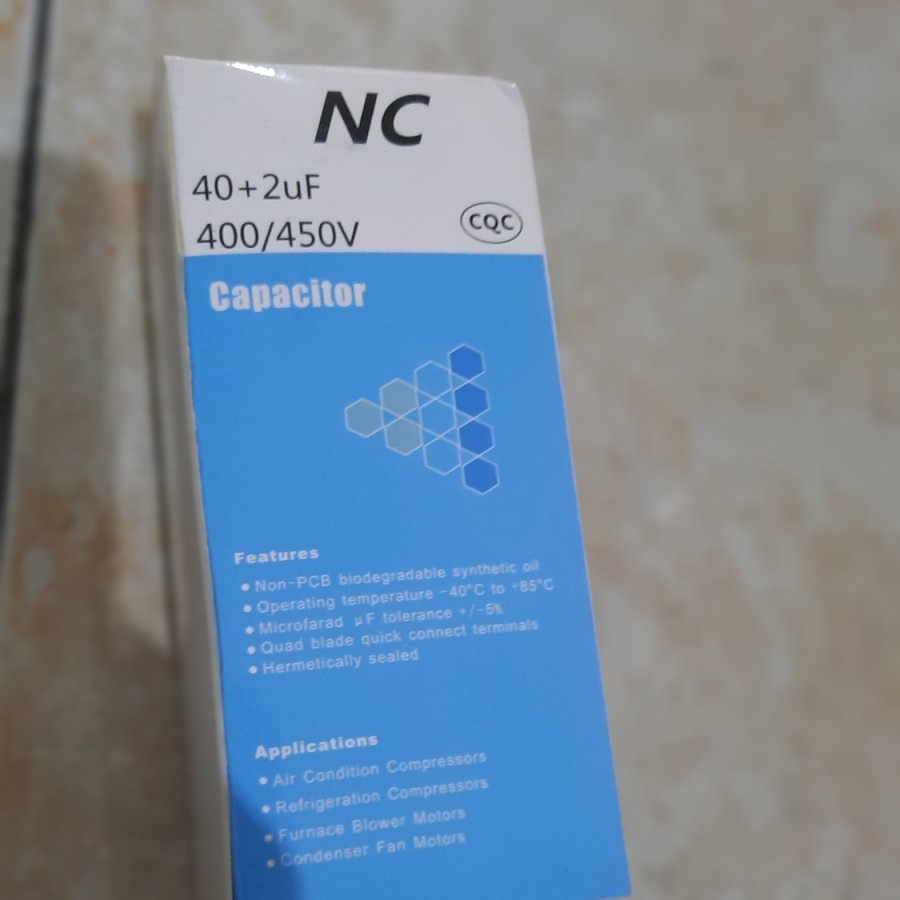 NC
40+2uF
400/450V
CQC
Capacitor
Features
• Non-PCB biodegradable synthetic oil
• Operating temperature -40°C to +85°C
• Microfarad µF tolerance +/-5%
• Quad blade quick connect terminals
• Hermetically sealed
Applications
• Air Condition Compressors
• Refrigeration Compressors
• Furnace Blower Motors
• Condenser Fan Motors